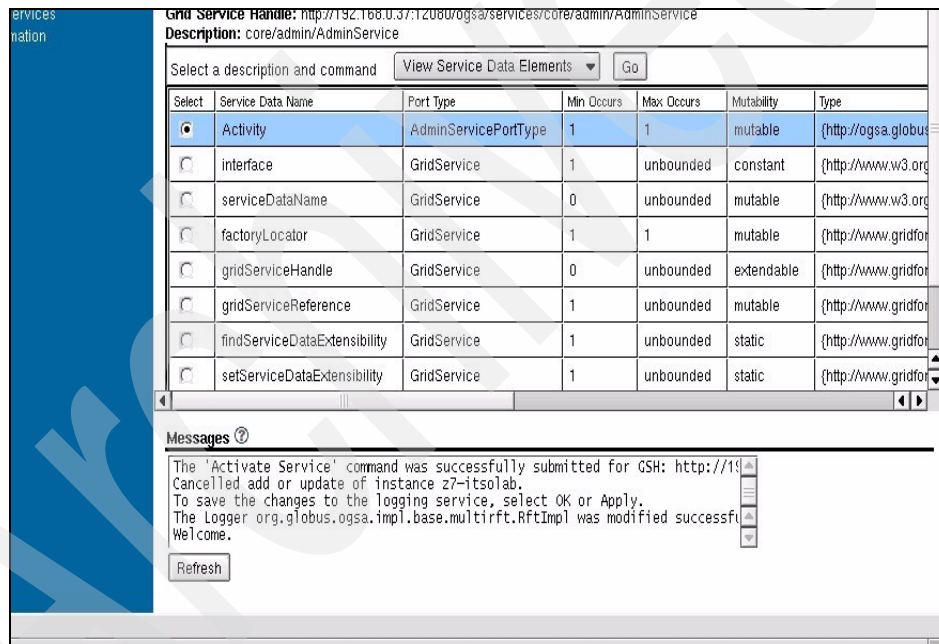 ervices
mation
Grid Service Handle: http://192.168.0.37:12080/ogsa/services/core/admin/AdminService
Description: core/admin/AdminService
Select a description and command View Service Data Elements Go
Select Service Data Name Port Type Min Occurs Max Occurs Mutability Type
Activity AdminServicePortType 1 1 mutable {http://ogsa.globus
interface GridService 1 unbounded constant {http://www.w3.org
serviceDataName GridService 0 unbounded mutable {http://www.w3.org
factoryLocator GridService 1 1 mutable {http://www.gridfor
gridServiceHandle GridService 0 unbounded extendable {http://www.gridfor
gridServiceReference GridService 1 unbounded mutable {http://www.gridfor
findServiceDataExtensibility GridService 1 unbounded static {http://www.gridfor
setServiceDataExtensibility GridService 1 unbounded static {http://www.gridfor
Messages ?
The 'Activate Service' command was successfully submitted for GSH: http://19
Cancelled add or update of instance z7-itsolab.
To save the changes to the logging service, select OK or Apply.
The Logger org.globus.ogsa.impl.base.multirft.RftImpl was modified successfu
Welcome.
Refresh